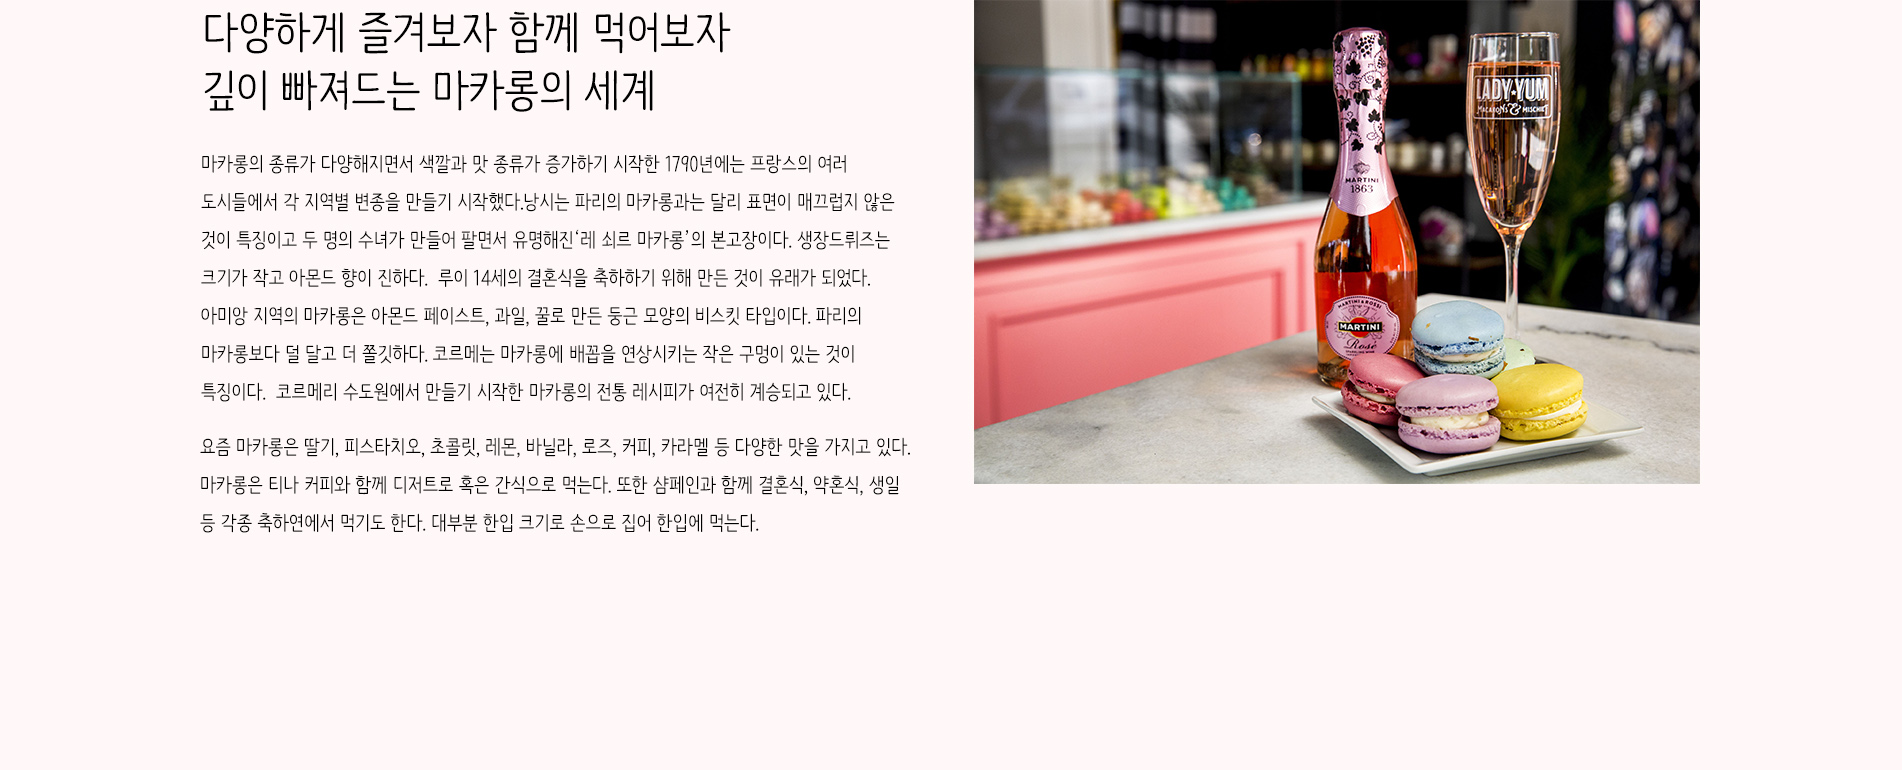 다양하게 즐겨보자 함께 먹어보자
깊이 빠져드는 마카롱의 세계
마카롱의 종류가 다양해지면서 색깔과 맛 종류가 증가하기 시작한 1790년에는 프랑스의 여러
도시들에서 각 지역별 변종을 만들기 시작했다.낭시는 파리의 마카롱과는 달리 표면이 매끄럽지 않은
것이 특징이고 두 명의 수녀가 만들어 팔면서 유명해진‘레 쇠르 마카롱’의 본고장이다. 생장드뤼즈는
크기가 작고 아몬드 향이 진하다.  루이 14세의 결혼식을 축하하기 위해 만든 것이 유래가 되었다.
아미앙 지역의 마카롱은 아몬드 페이스트, 과일, 꿀로 만든 둥근 모양의 비스킷 타입이다. 파리의
마카롱보다 덜 달고 더 쫄깃하다. 코르메는 마카롱에 배꼽을 연상시키는 작은 구멍이 있는 것이
특징이다.  코르메리 수도원에서 만들기 시작한 마카롱의 전통 레시피가 여전히 계승되고 있다.
요즘 마카롱은 딸기, 피스타치오, 초콜릿, 레몬, 바닐라, 로즈, 커피, 카라멜 등 다양한 맛을 가지고 있다.
마카롱은 티나 커피와 함께 디저트로 혹은 간식으로 먹는다. 또한 샴페인과 함께 결혼식, 약혼식, 생일
등 각종 축하연에서 먹기도 한다. 대부분 한입 크기로 손으로 집어 한입에 먹는다.
MARTINI
1863
MARTINI & ROSSI
MARTINI
Rosé
SPARKLING WINE
LADY YUM
MACARONS & MISCHIEF